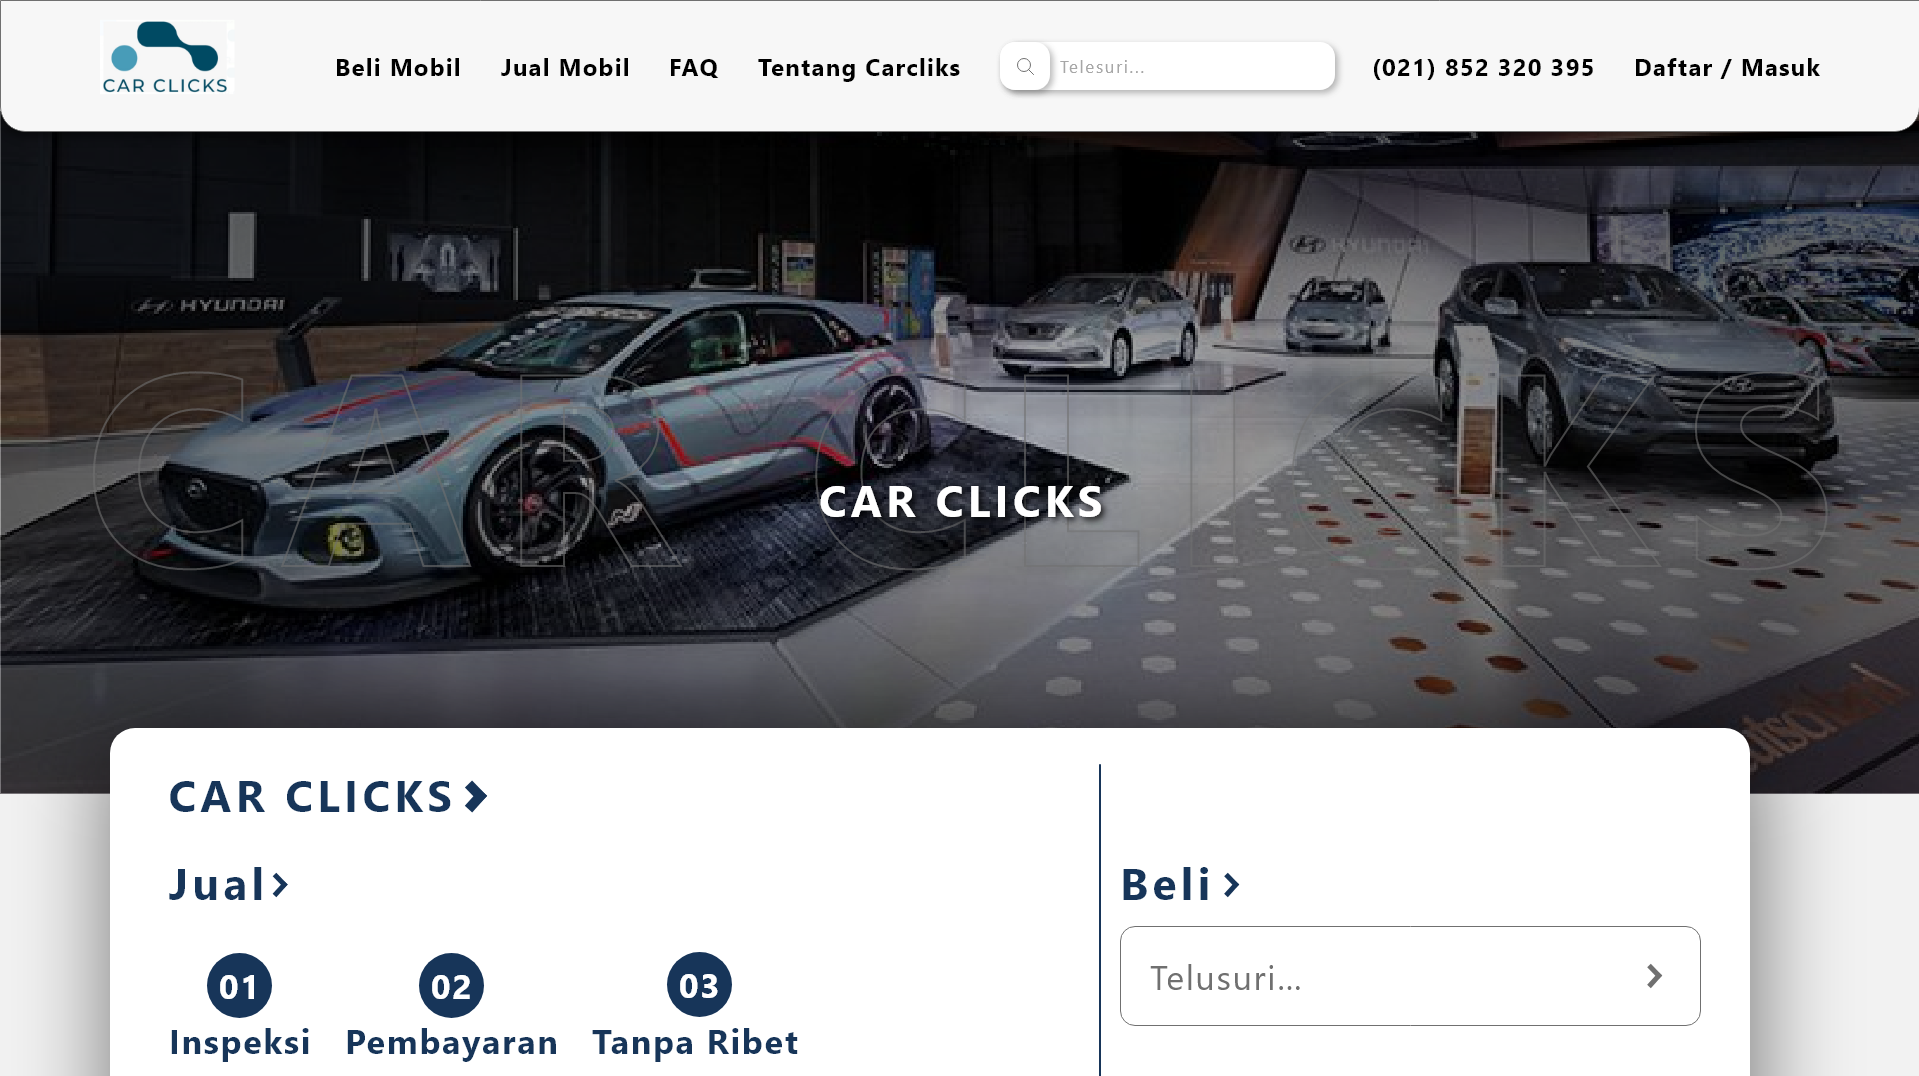 CAR CLICKS
Beli Mobil
Jual Mobil
FAQ
Tentang Carcliks
Telesuri...
(021) 852 320 395
Daftar / Masuk
HYUNDAI
HYUNDAI
CAR CLICKS
CAR CLICKS
CAR CLICKS
Jual
Beli
01
02
03
Telusuri...
Inspeksi
Pembayaran
Tanpa Ribet